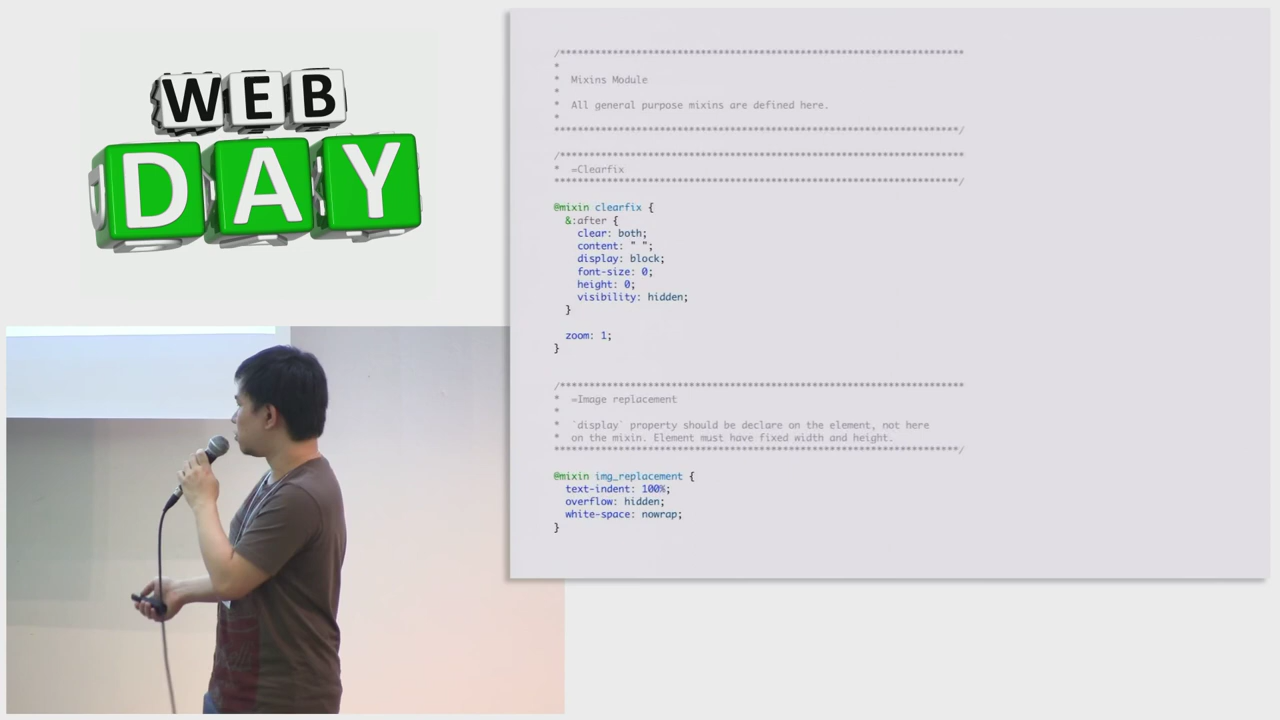 WEB
DAY
/*********************************************************************
*
*  Mixins Module
*
*  All general purpose mixins are defined here.
*
*********************************************************************/
/*********************************************************************
*  =Clearfix
*********************************************************************/
@mixin clearfix {
  &:after {
    clear: both;
    content: " ";
    display: block;
    font-size: 0;
    height: 0;
    visibility: hidden;
  }
  zoom: 1;
}
/*********************************************************************
*  =Image replacement
*
*  `display` property should be declare on the element, not here
*  on the mixin. Element must have fixed width and height.
*********************************************************************/
@mixin img_replacement {
  text-indent: 100%;
  overflow: hidden;
  white-space: nowrap;
}